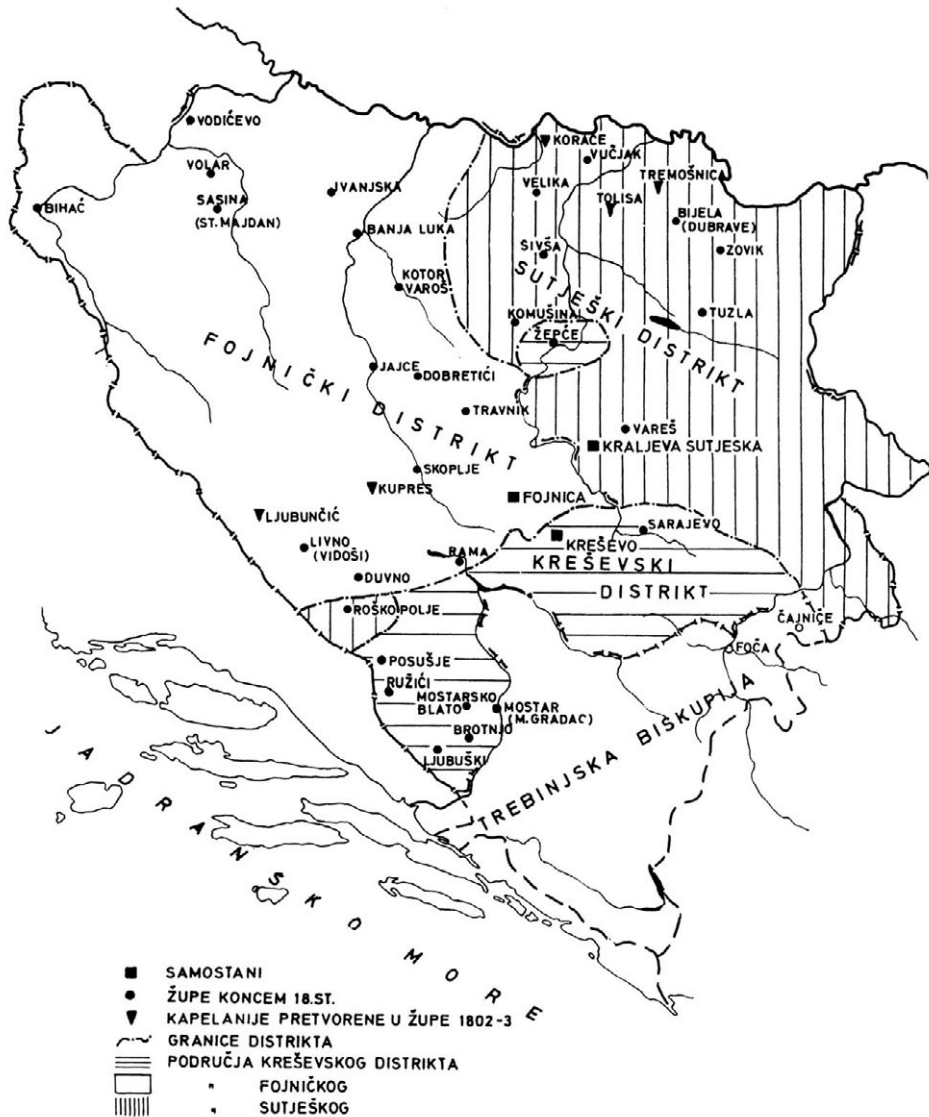 VODIĆEVO
VOLAR
SASINA
(ST. MAJDAN)
BIHAĆ
IVANJSKA
BANJA LUKA
KOTOR
VAROŠ
KORAĆE
VUČJAK
VELIKA
TREMOŠNICA
TOLISA
BIJELA
(DUBRAVE)
ZOVIK
ŠIVŠA
SUTJEŠKI DISTRIKT
KOMUŠINA
ŽEPČE
TUZLA
FOJNIČKI DISTRIKT
JAJCE
DOBRETIĆI
TRAVNIK
VAREŠ
KRALJEVA SUTJESKA
SKOPLJE
KUPRES
FOJNICA
LJUBUNČIĆ
LIVNO
(VIDOŠI)
RAMA
SARAJEVO
KREŠEVO
KREŠEVSKI
DISTRIKT
DUVNO
ROŠKO POLJE
ČAJNIČE
FOČA
POSUŠJE
RUŽIĆI
MOSTARSKO
BLATO
MOSTAR
(M.GRADAC)
BROTNJO
LJUBUŠKI
TREBINJSKA BIŠKUPIJA
JADRANSKO MORE
SAMOSTANI
ŽUPE KONCEM 18.ST.
KAPELANIJE PRETVORENE U ŽUPE 1802-3
GRANICE DISTRIKTA
PODRUČJA KREŠEVSKOG DISTRIKTA
" FOJNIČKOG
" SUTJEŠKOG